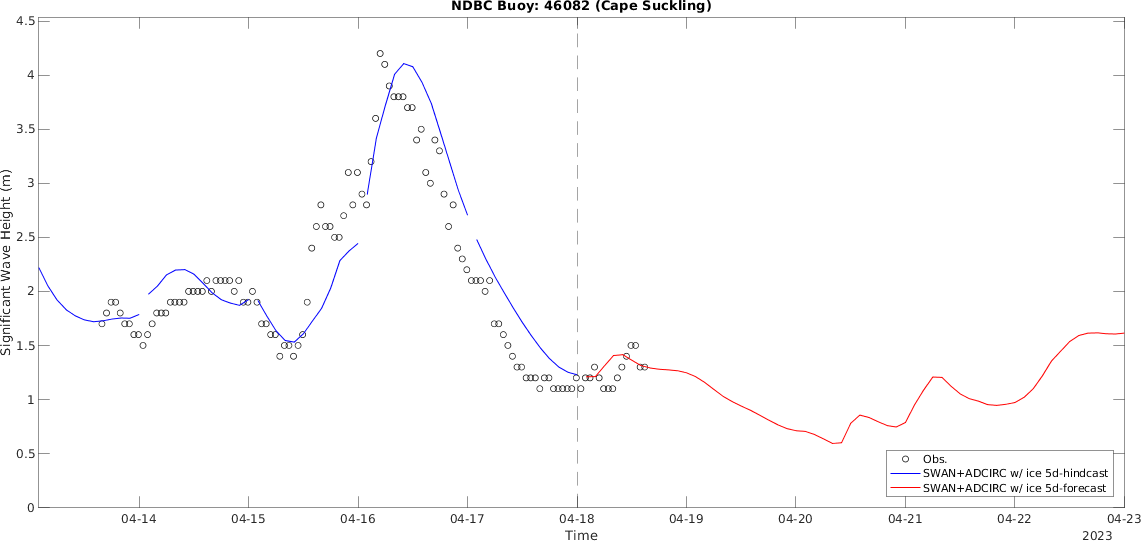 NDBC Buoy: 46082 (Cape Suckling)
4.5
4
3.5
3
2.5
2
1.5
1
0.5
0
Significant Wave Height (m)
Obs.
SWAN+ADCIRC w/ ice 5d-hindcast
SWAN+ADCIRC w/ ice 5d-forecast
04-14 04-15 04-16 04-17 04-18 04-19 04-20 04-21 04-22 04-23
Time
2023